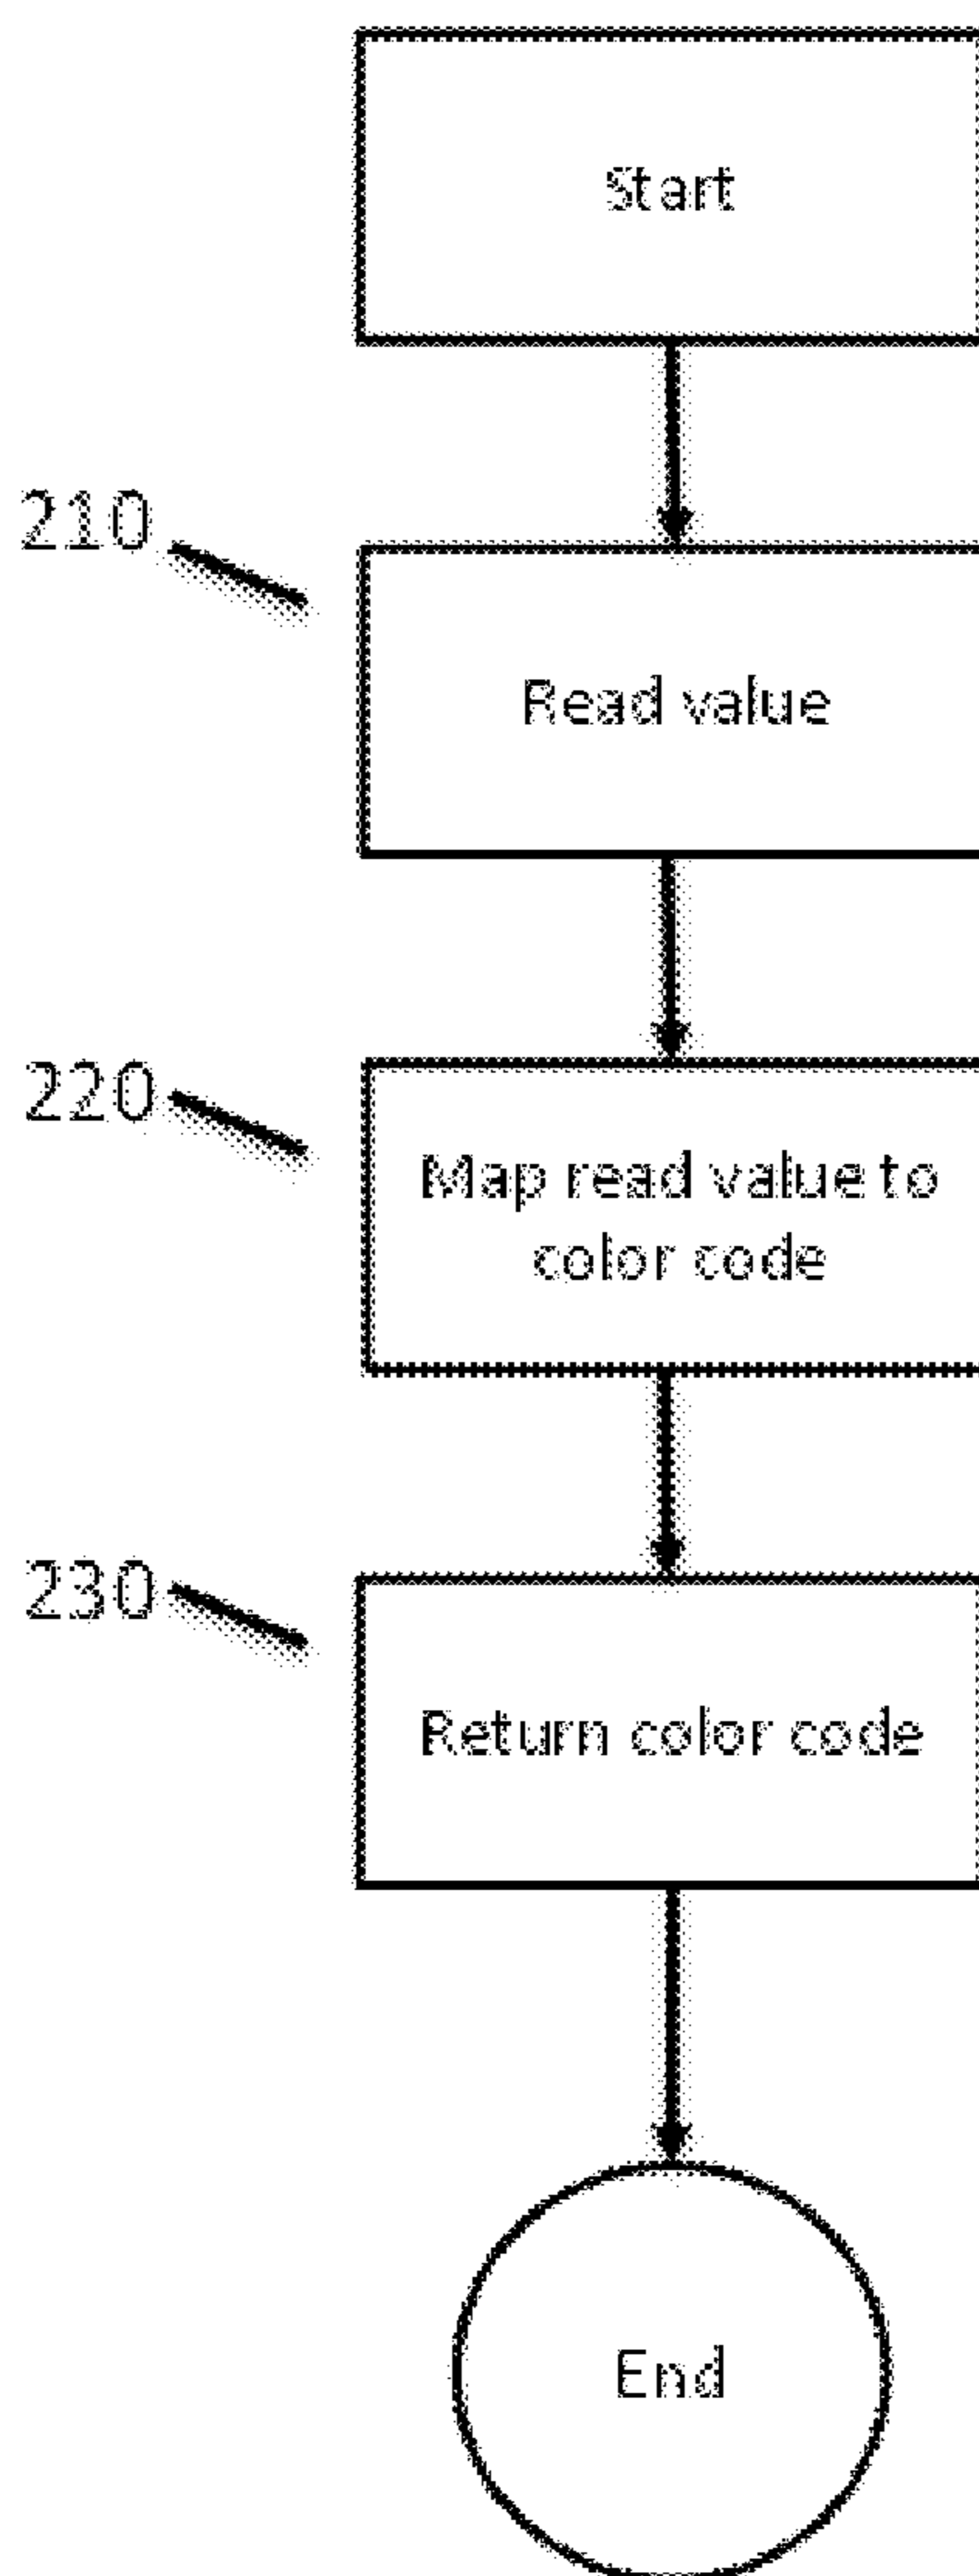 Start
210
Read value
220
Map read value to
color code
230
Return color code
End